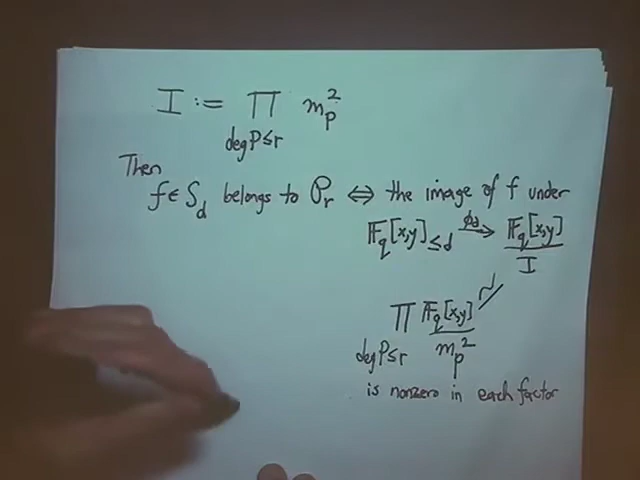 I := ∏ m_P^2
deg P ≤ r
Then
f ∈ S_d belongs to P_r ⇔ the image of f under
F_q[x,y]_{≤d} →^{ϕ_d} F_q[x,y] / I
∏ F_q[x,y] / m_P^2 ≃
deg P ≤ r
is nonzero in each factor